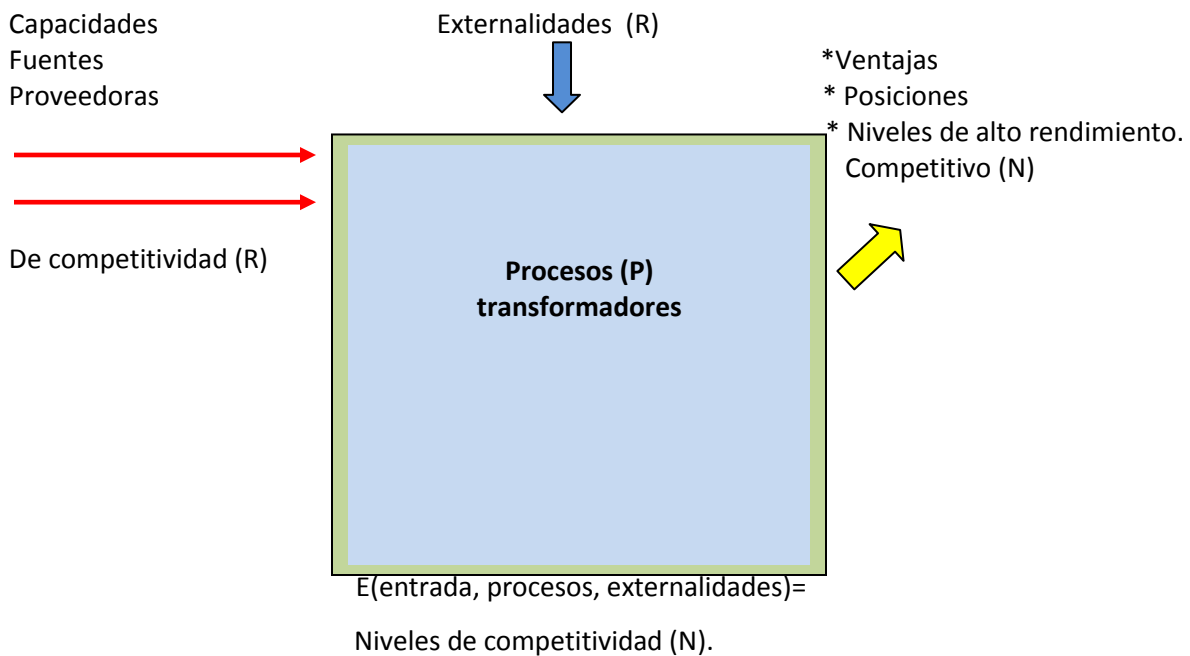 Capacidades
Fuentes
Proveedoras
De competitividad (R)
Externalidades (R)
*Ventajas
* Posiciones
* Niveles de alto rendimiento.
Competitivo (N)
Procesos (P)
transformadores
E(entrada, procesos, externalidades)=
Niveles de competitividad (N).